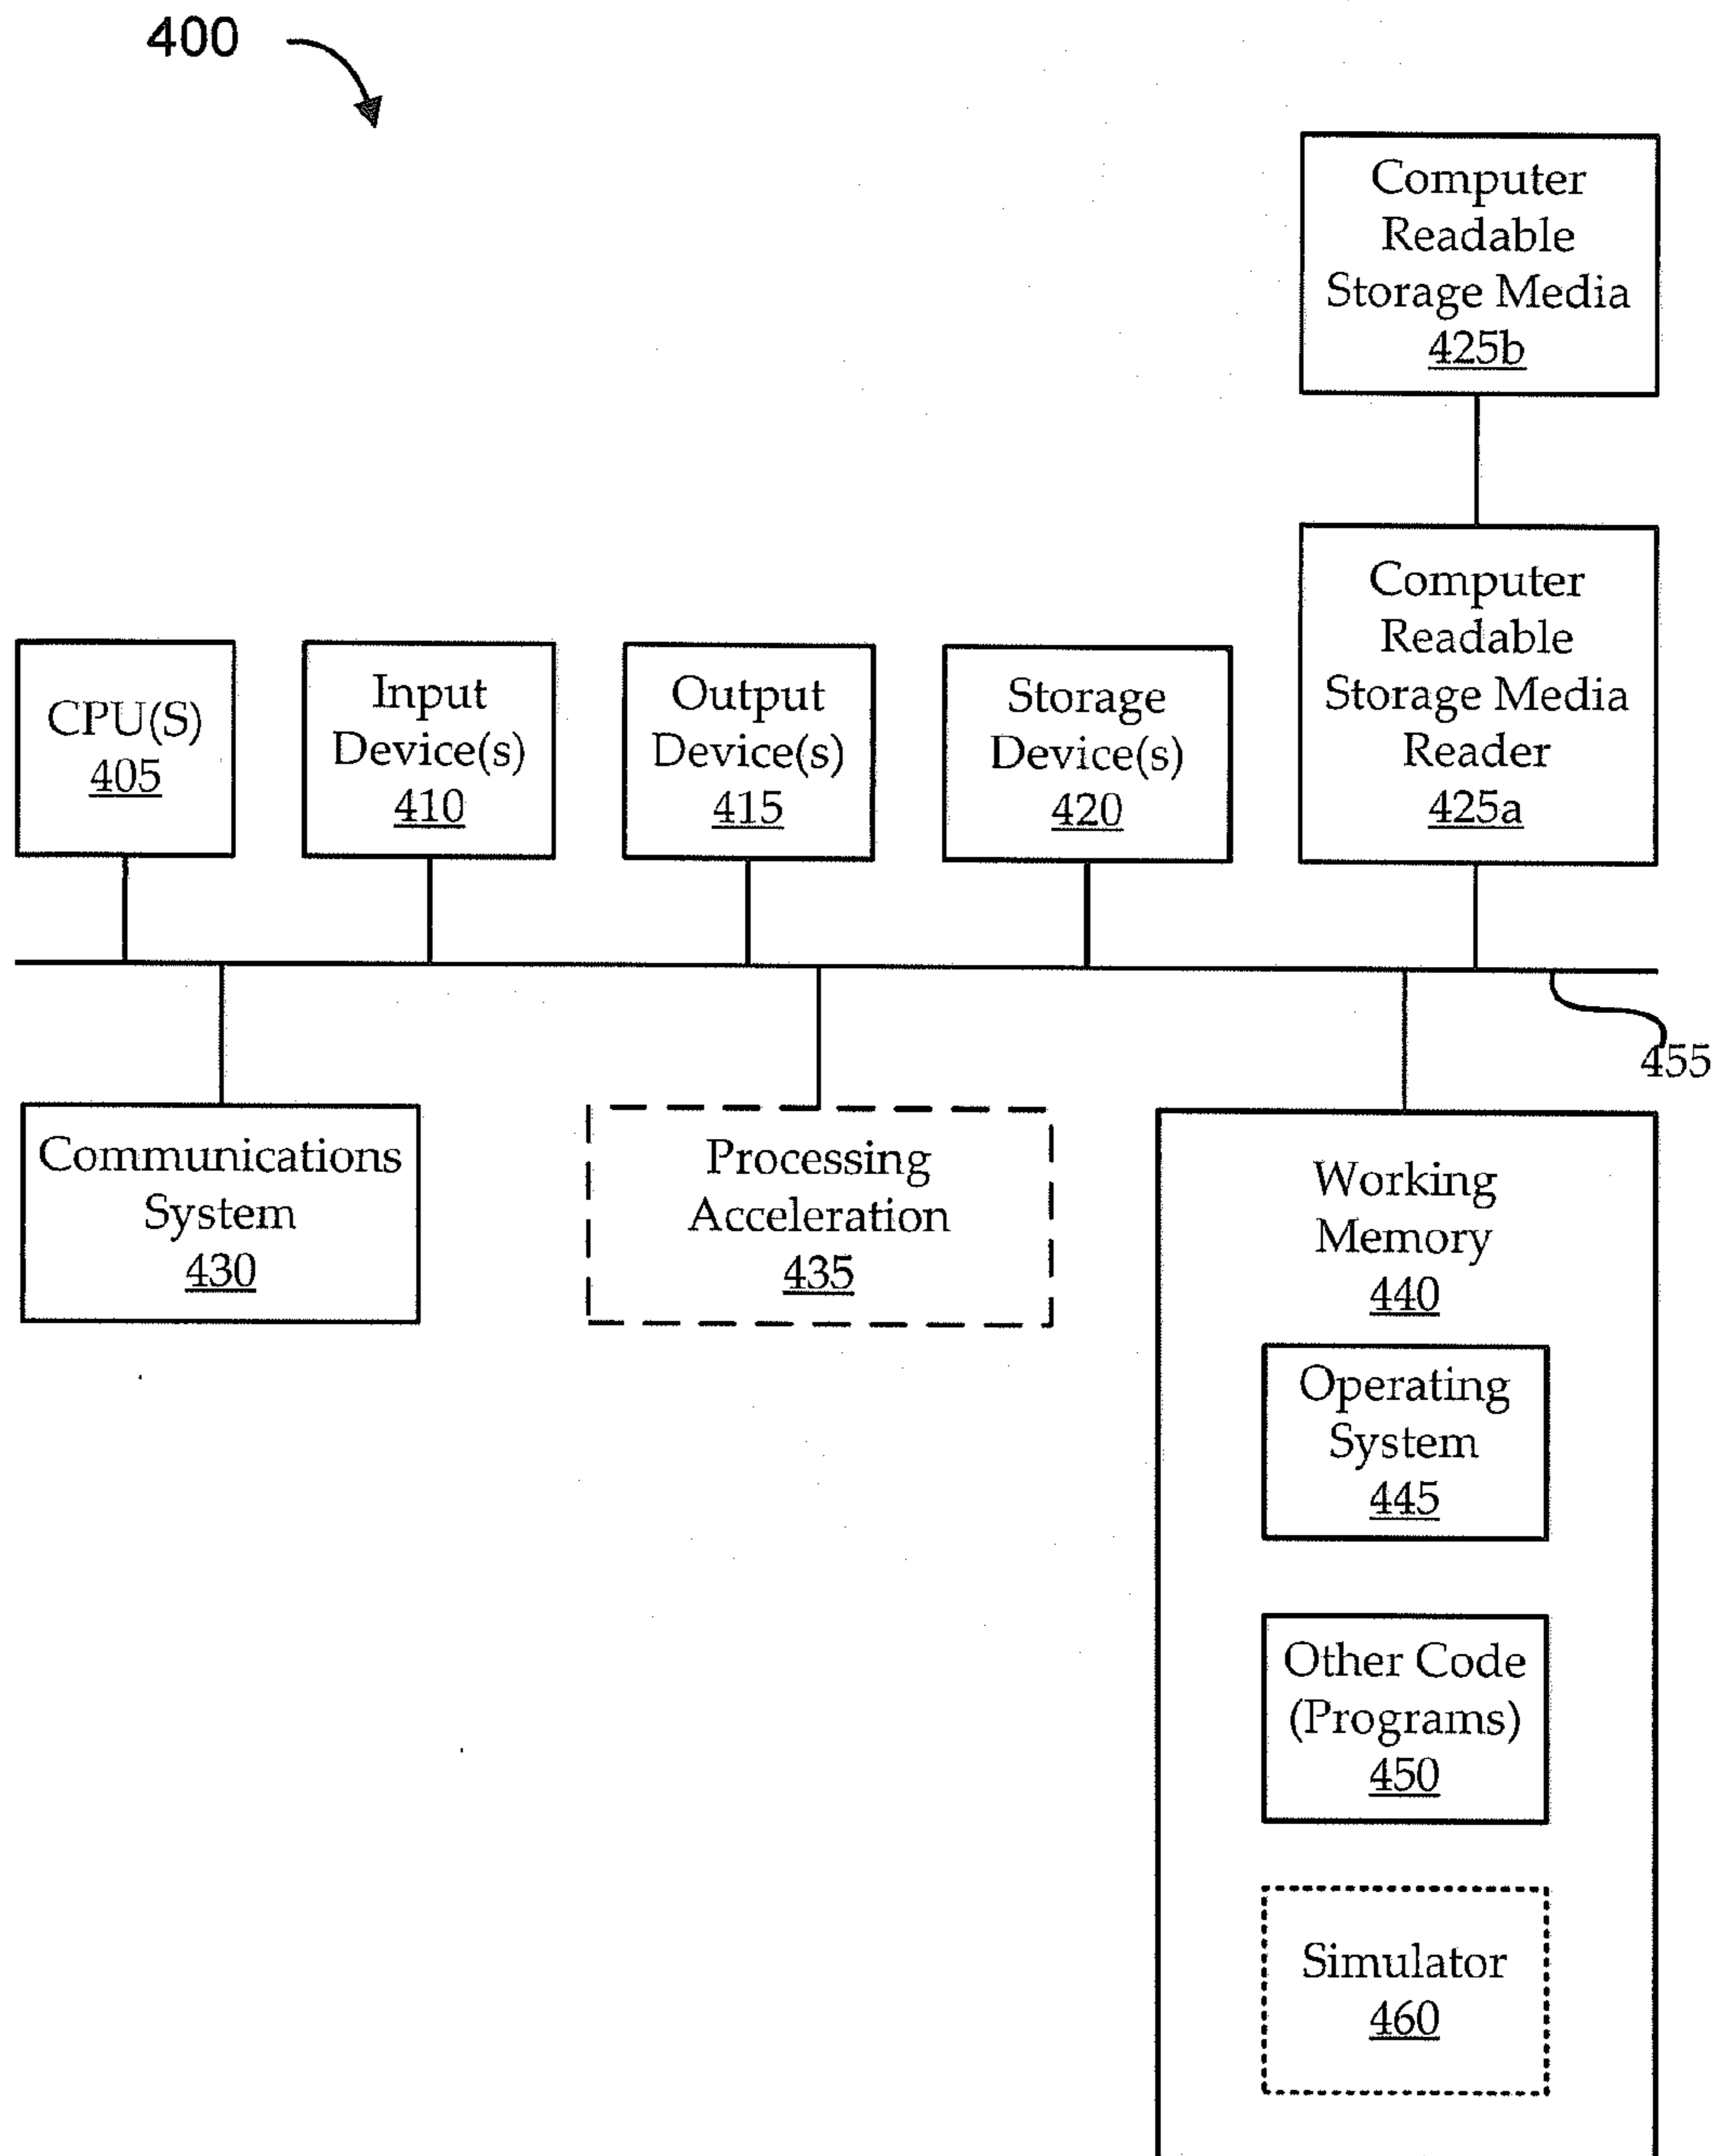 400
Computer
Readable
Storage Media
425b
Computer
Readable
Storage Media
Reader
425a
CPU(S)
405
Input
Device(s)
410
Output
Device(s)
415
Storage
Device(s)
420
455
Communications
System
430
Processing
Acceleration
435
Working
Memory
440
Operating
System
445
Other Code
(Programs)
450
Simulator
460